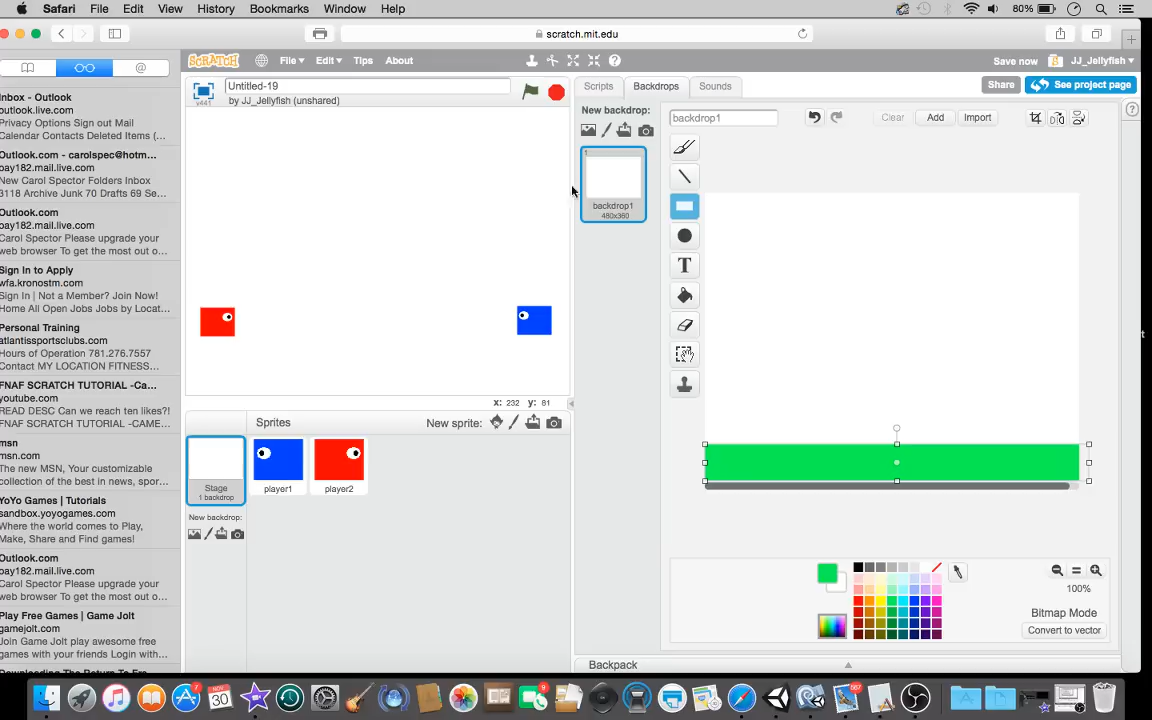 Safari File Edit View History Bookmarks Window Help 80%
scratch.mit.edu
@
SCRATCH File▾ Edit▾ Tips About Save now JJ_Jellyfish▾
Inbox - Outlook
outlook.live.com
Privacy Options Sign out Mail
Calendar Contacts Deleted Items (...
Outlook.com - carolspec@hotm...
bay182.mail.live.com
New Carol Spector Folders Inbox
3118 Archive Junk 70 Drafts 69 Se...
Outlook.com
bay182.mail.live.com
Carol Spector Please upgrade your
web browser To get the most out o...
Sign In to Apply
wfa.kronostm.com
Sign In | Not a Member? Join Now!
Home All Open Jobs Jobs by Locat...
Personal Training
atlantissportsclubs.com
Hours of Operation 781.276.7557
Contact MY LOCATION FITNESS...
FNAF SCRATCH TUTORIAL -Ca...
youtube.com
READ DESC Can we reach ten likes?!
FNAF SCRATCH TUTORIAL -CAME...
msn
msn.com
The new MSN, Your customizable
collection of the best in news, spor...
YoYo Games | Tutorials
sandbox.yoyogames.com
Where the world comes to Play,
Make, Share and Find games!
Outlook.com
bay182.mail.live.com
Carol Spector Please upgrade your
web browser To get the most out o...
Play Free Games | Game Jolt
gamejolt.com
Join Game Jolt play awesome free
games with your friends Login with...
v441
Untitled-19
by JJ_Jellyfish (unshared)
x: 232 y: 81
Sprites New sprite:
Stage
1 backdrop
New backdrop:
player1 player2
Scripts Backdrops Sounds
Share See project page
New backdrop:
1
backdrop1
480x360
backdrop1 Clear Add Import
?
T
100%
Bitmap Mode
Convert to vector
Backpack
NOV
30
7
9